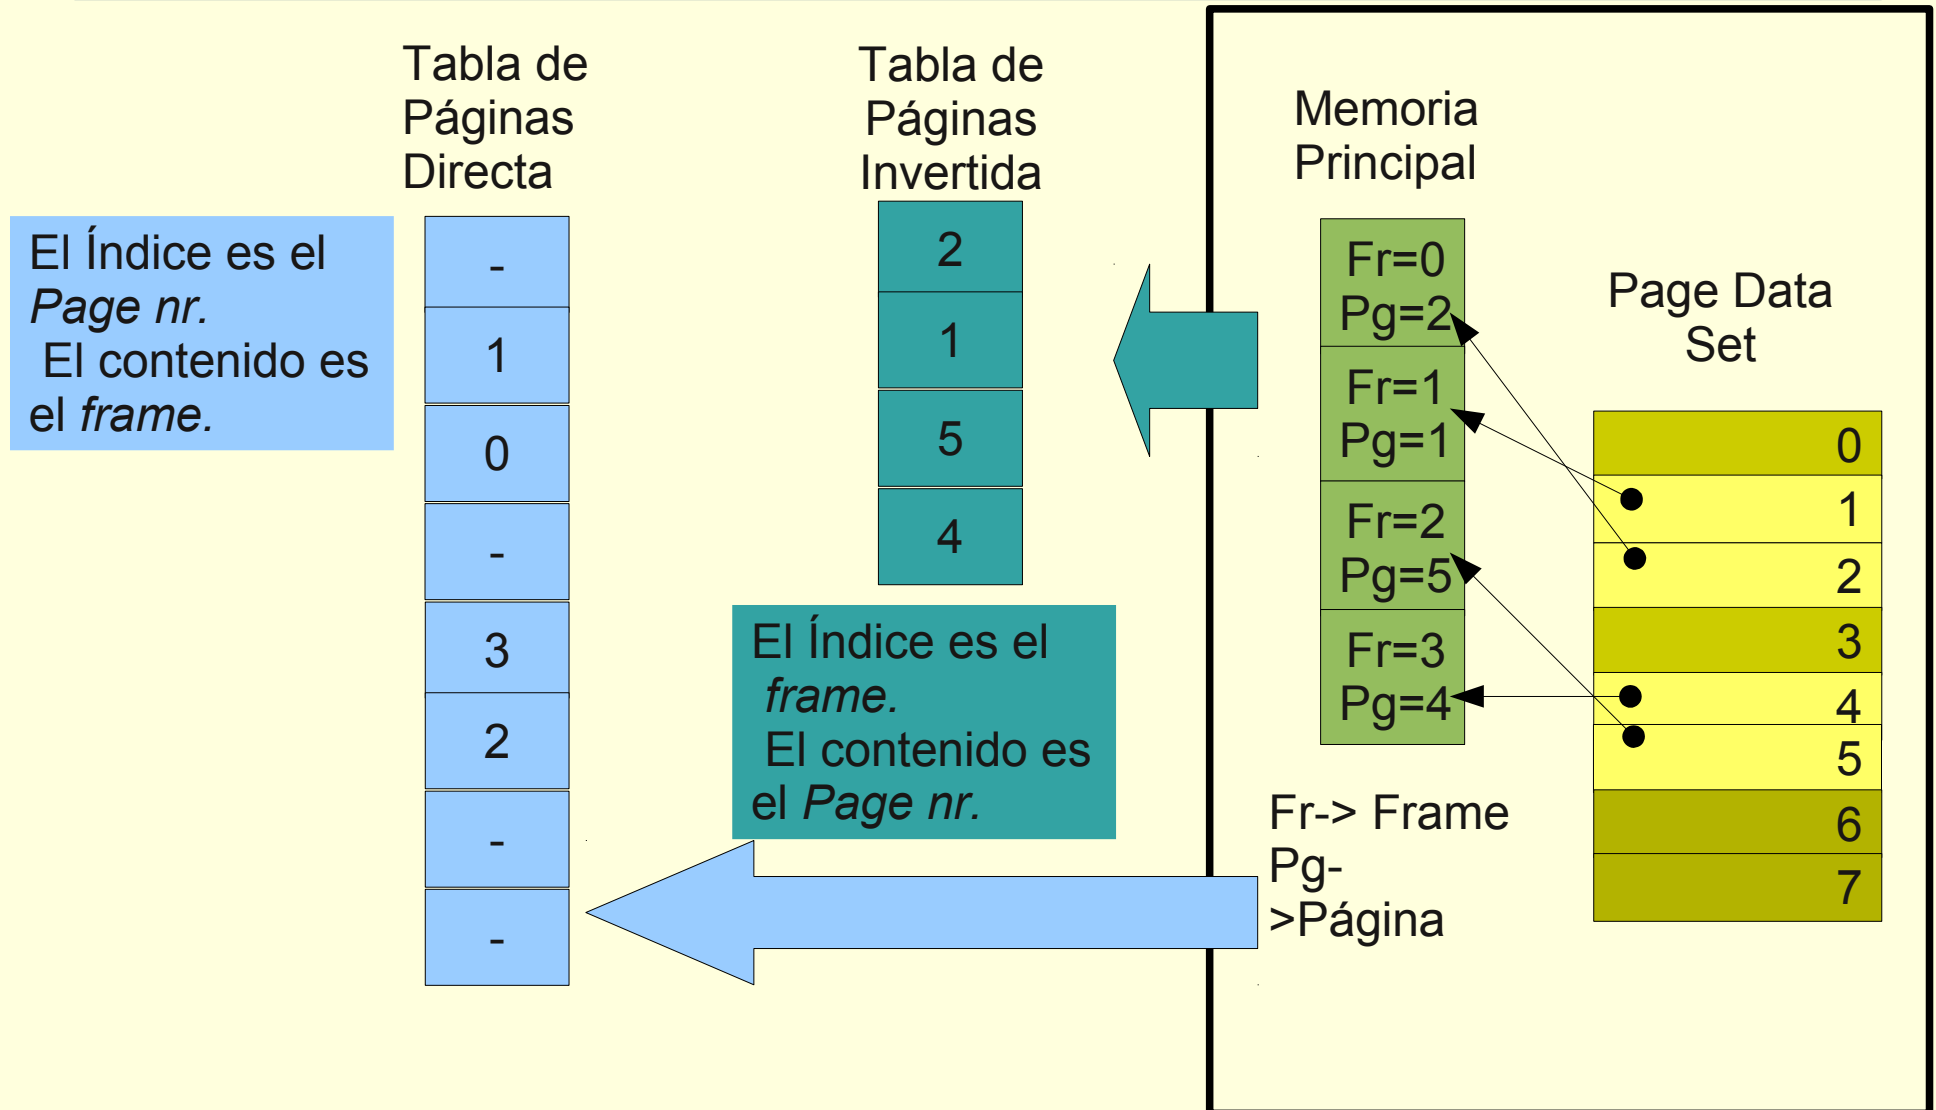 Tabla de
Páginas
Directa
El Índice es el
Page nr.
El contenido es
el frame.
-
1
0
-
3
2
-
-
Tabla de
Páginas
Invertida
2
1
5
4
El Índice es el
frame.
El contenido es
el Page nr.
Memoria
Principal
Fr=0
Pg=2
Fr=1
Pg=1
Fr=2
Pg=5
Fr=3
Pg=4
Fr-> Frame
Pg-
>Página
Page Data
Set
0
1
2
3
4
5
6
7